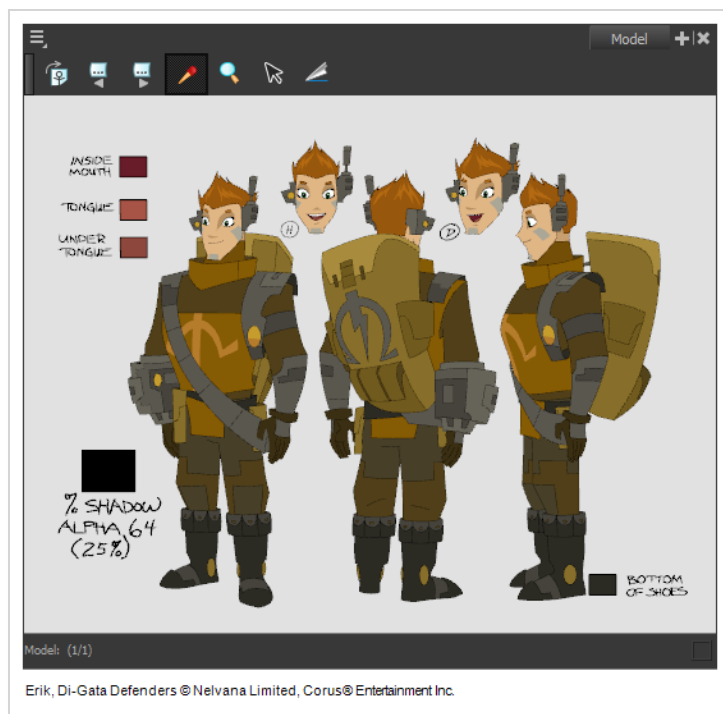 Model
INSIDE
MOUTH
TONGUE
UNDER
TONGUE
H
D
% SHADOW
ALPHA 64
(25%)
BOTTOM
OF SHOES
Model: (1/1)
Erik, Di-Gata Defenders © Nelvana Limited, Corus® Entertainment Inc.